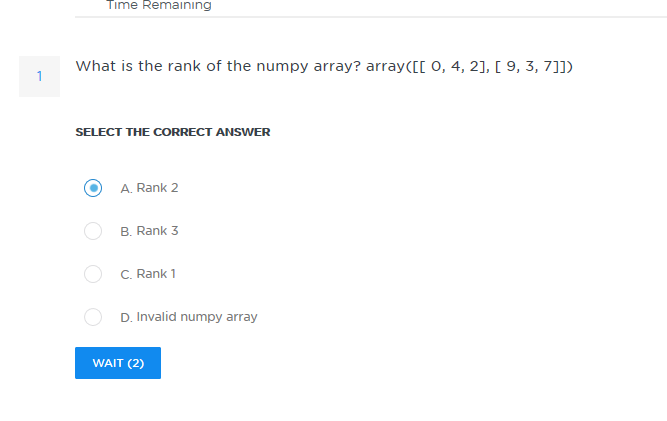 Time Remaining
1
What is the rank of the numpy array? array([[ 0, 4, 2], [ 9, 3, 7]])
SELECT THE CORRECT ANSWER
A. Rank 2
B. Rank 3
C. Rank 1
D. Invalid numpy array
WAIT (2)